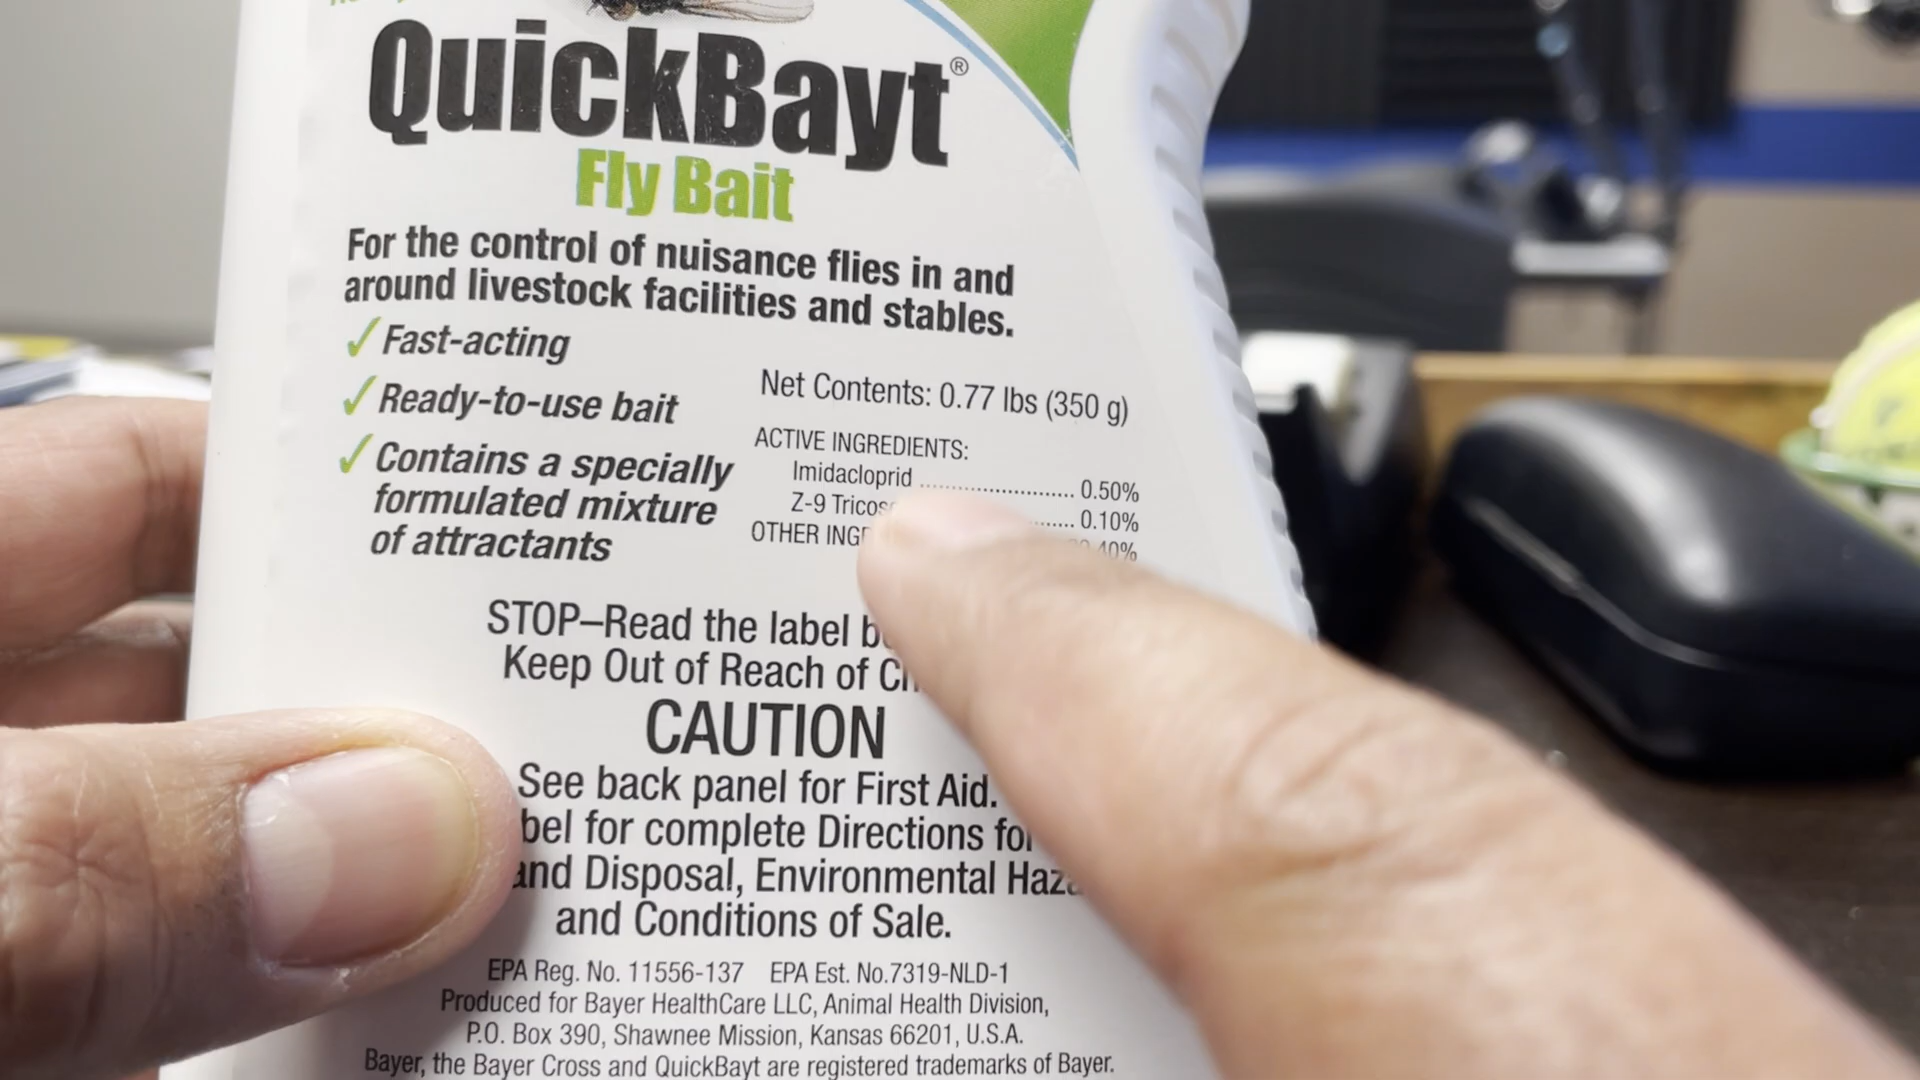 QuickBayt®
Fly Bait
For the control of nuisance flies in and
around livestock facilities and stables.
✓ Fast-acting
✓ Ready-to-use bait
✓ Contains a specially
formulated mixture
of attractants
Net Contents: 0.77 lbs (350 g)
ACTIVE INGREDIENTS:
Imidacloprid ........................ 0.50%
Z-9 ....... 0.10%
OTHER
STOP–Read the label
Keep Out of Reach of
CAUTION
See back panel for First Aid.
for complete Directions
and Disposal, Environmental
and Conditions of Sale.
EPA Reg. No. 11556-137 EPA Est. No.7319-NLD-1
Produced for Bayer HealthCare LLC, Animal Health Division,
P.O. Box 390, Shawnee Mission, Kansas 66201, U.S.A.
Bayer, the Bayer Cross and QuickBayt are registered trademarks of Bayer.